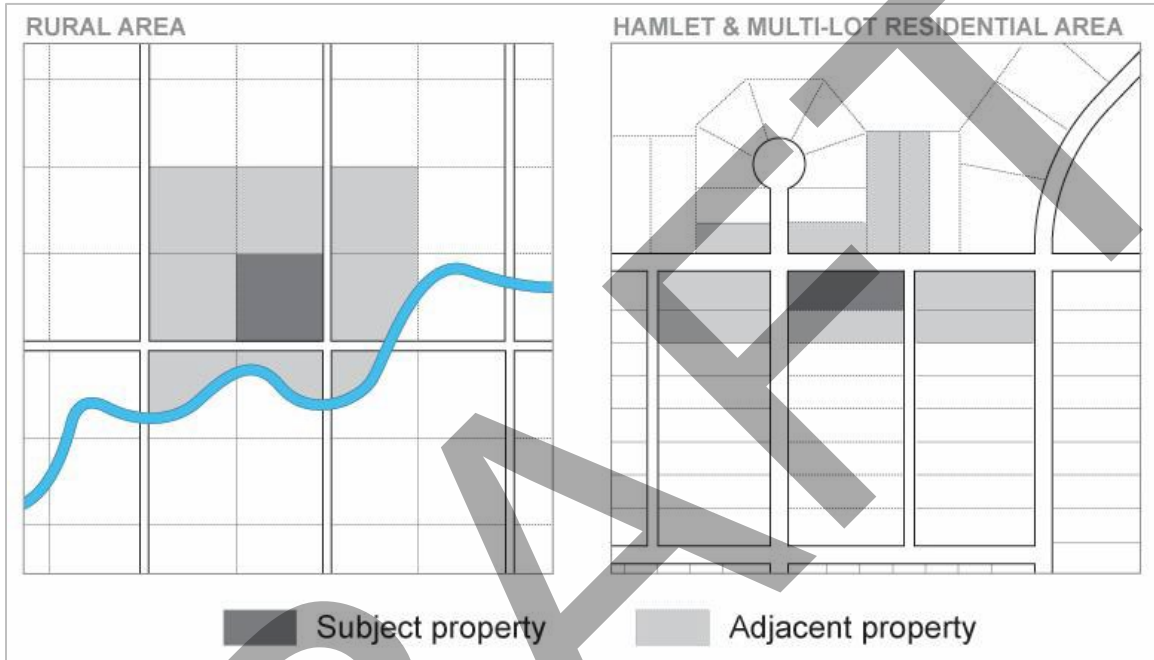 RURAL AREA
HAMLET & MULTI-LOT RESIDENTIAL AREA
DRAFT
Subject property
Adjacent property